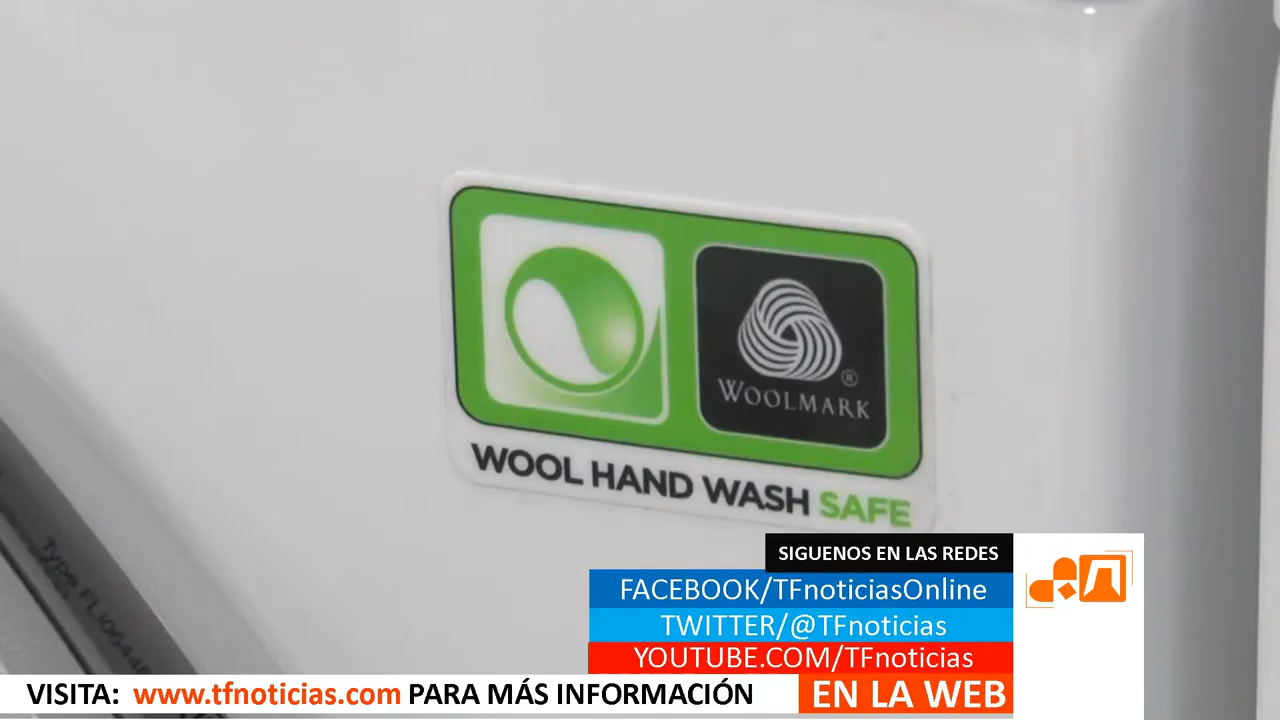 WOOLMARK
®
WOOL HAND WASH SAFE
SIGUENOS EN LAS REDES
FACEBOOK/TFnoticiasOnline
TWITTER/@TFnoticias
YOUTUBE.COM/TFnoticias
VISITA: www.tfnoticias.com PARA MÁS INFORMACIÓN
EN LA WEB